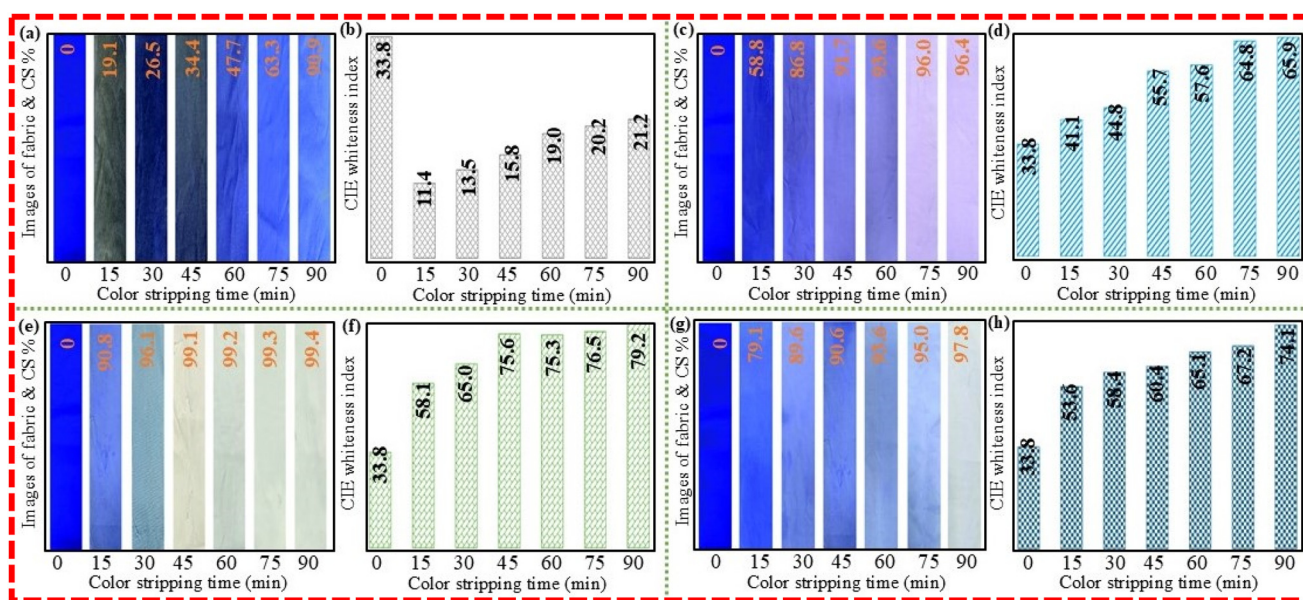 (a)
Images of fabric & CS %
0
19.1
26.5
34.4
47.7
63.3
90.9
0 15 30 45 60 75 90
Color stripping time (min)
(b)
CIE whiteness index
33.8
11.4
13.5
15.8
19.0
20.2
21.2
0 15 30 45 60 75 90
Color stripping time (min)
(c)
Images of fabric & CS %
0
58.8
86.8
96.0
96.4
0 15 30 45 60 75 90
Color stripping time (min)
(d)
CIE whiteness index
33.8
41.1
44.8
55.7
57.6
64.8
65.9
0 15 30 45 60 75 90
Color stripping time (min)
(e)
Images of fabric & CS %
0
90.8
96.1
99.1
99.2
99.3
99.4
0 15 30 45 60 75 90
Color stripping time (min)
(f)
CIE whiteness index
33.8
58.1
65.0
75.6
75.3
76.5
79.2
0 15 30 45 60 75 90
Color stripping time (min)
(g)
Images of fabric & CS %
0
79.1
89.6
90.6
95.0
97.8
0 15 30 45 60 75 90
Color stripping time (min)
(h)
CIE whiteness index
33.8
53.6
58.4
60.4
65.1
67.2
74.1
0 15 30 45 60 75 90
Color stripping time (min)